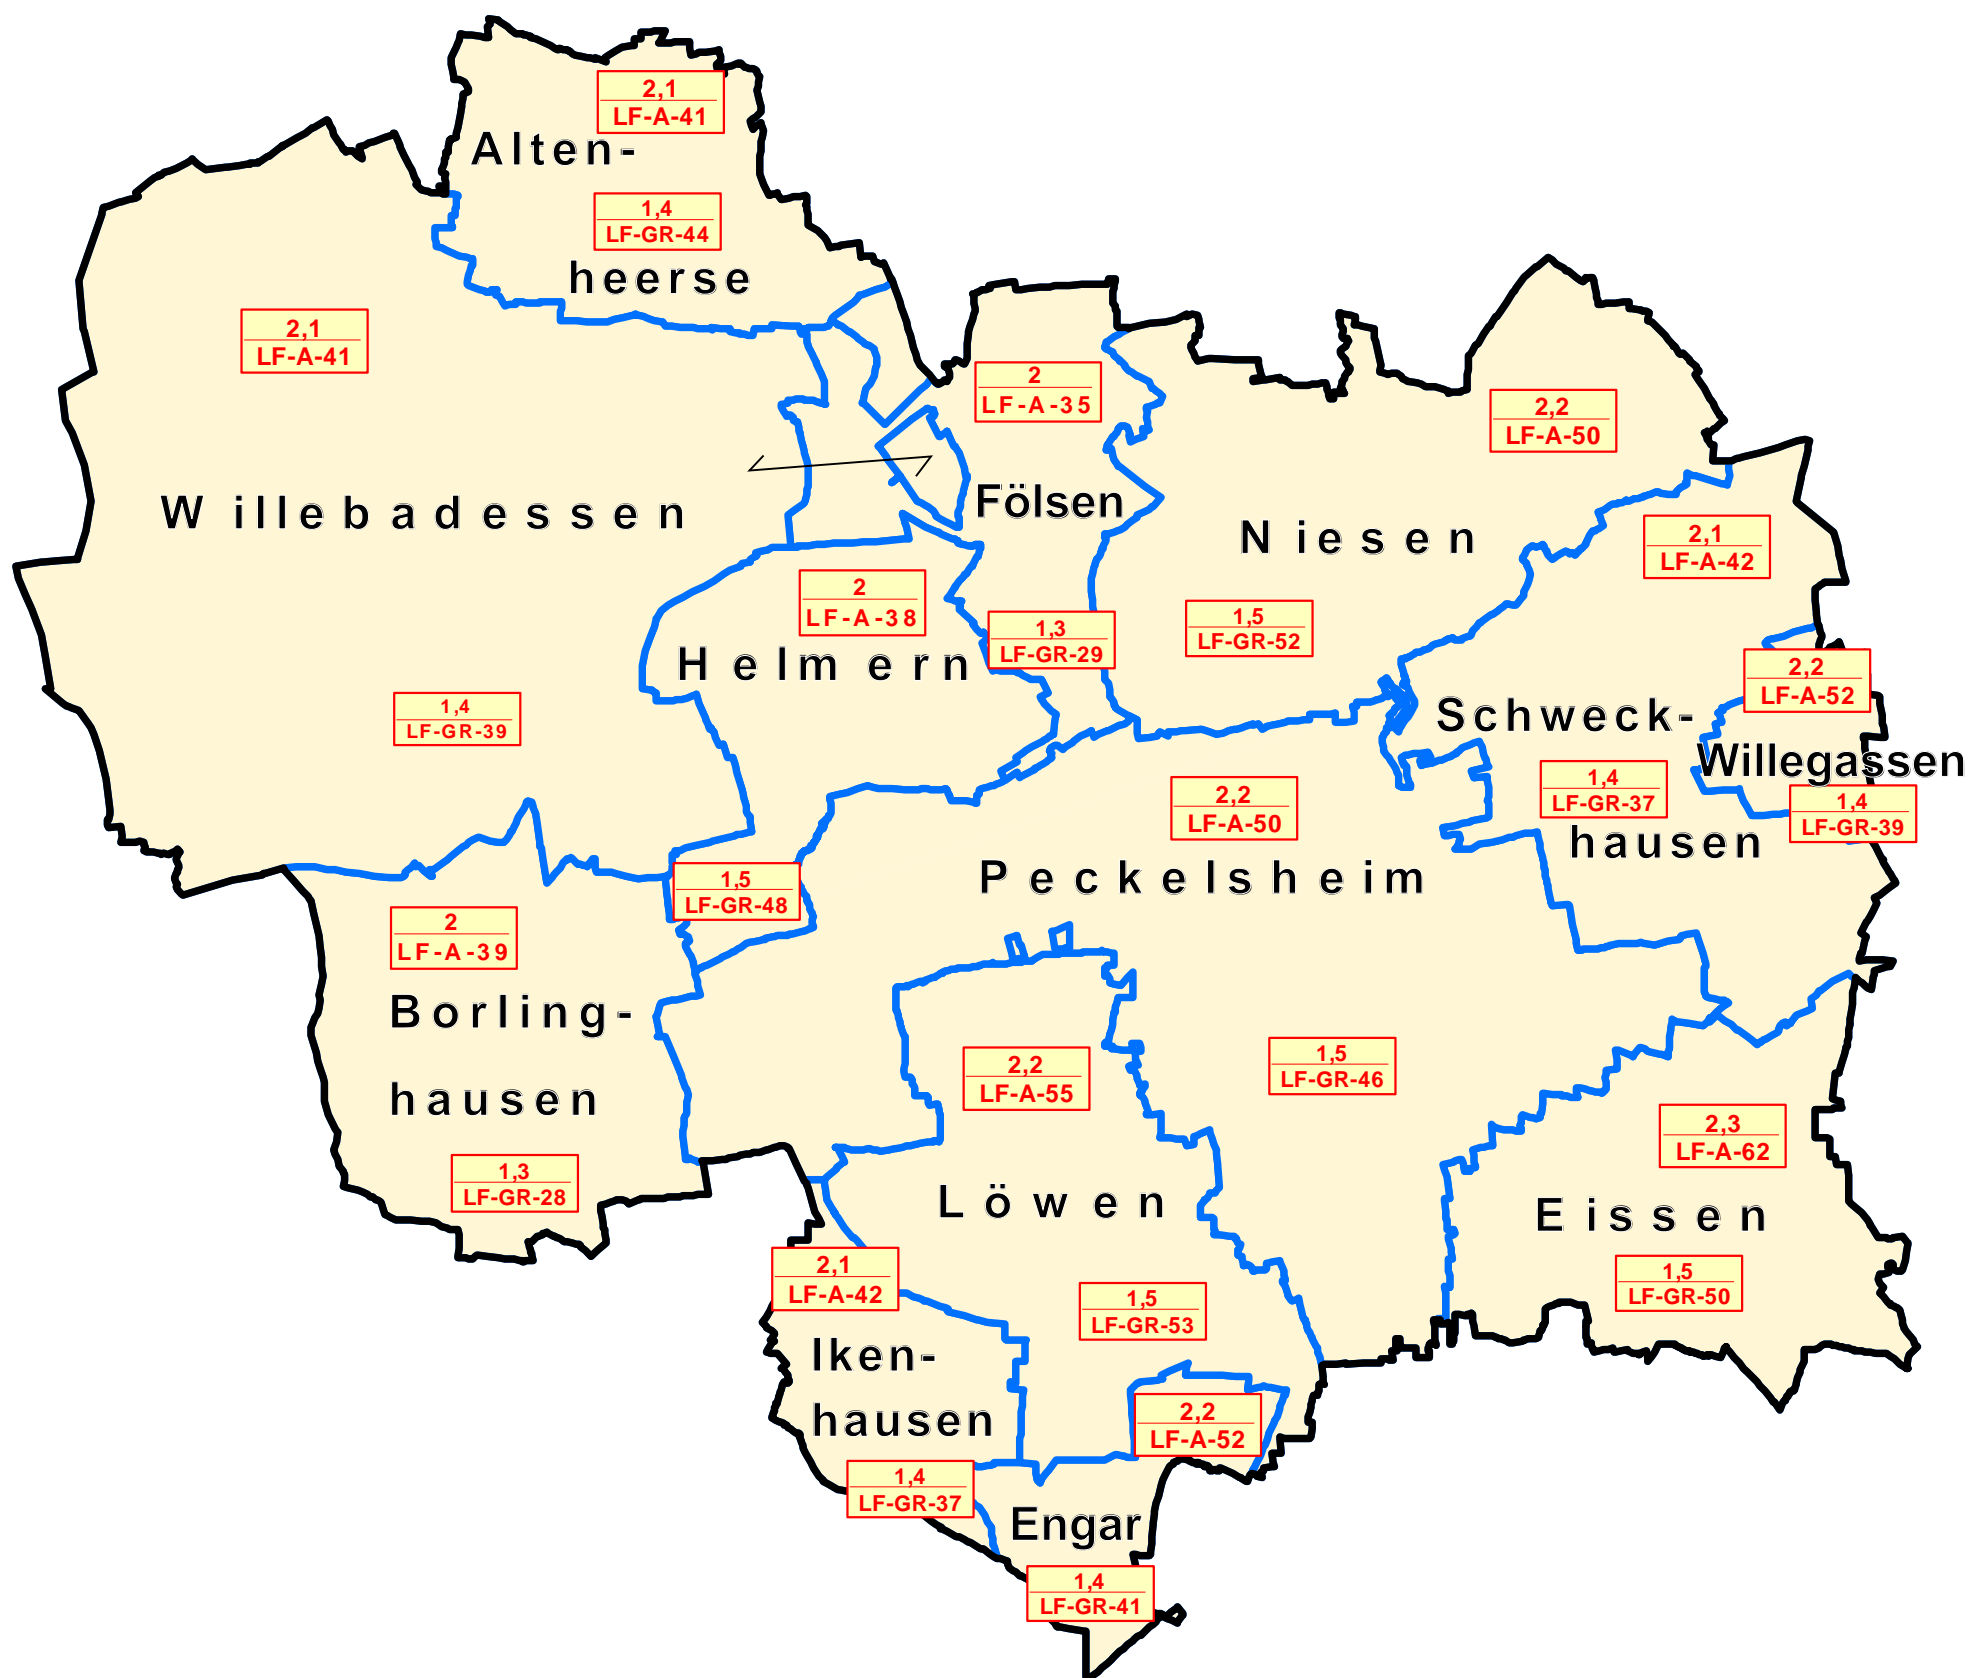 2,1
LF-A-41
Alten-
1,4
LF-GR-44
heerse
2,1
LF-A-41
2
LF-A-35
2,2
LF-A-50
Willebadessen
Fölsen
Niesen
2,1
LF-A-42
2
LF-A-38
1,3
LF-GR-29
1,5
LF-GR-52
Helmern
2,2
LF-A-52
1,4
LF-GR-39
Schweck-
Willegassen
2,2
LF-A-50
1,4
LF-GR-37
1,4
LF-GR-39
hausen
1,5
LF-GR-48
Peckelsheim
2
LF-A-39
Borling-
hausen
2,2
LF-A-55
1,5
LF-GR-46
2,3
LF-A-62
1,3
LF-GR-28
Löwen
Eissen
2,1
LF-A-42
1,5
LF-GR-53
1,5
LF-GR-50
Iken-
hausen
2,2
LF-A-52
1,4
LF-GR-37
Engar
1,4
LF-GR-41